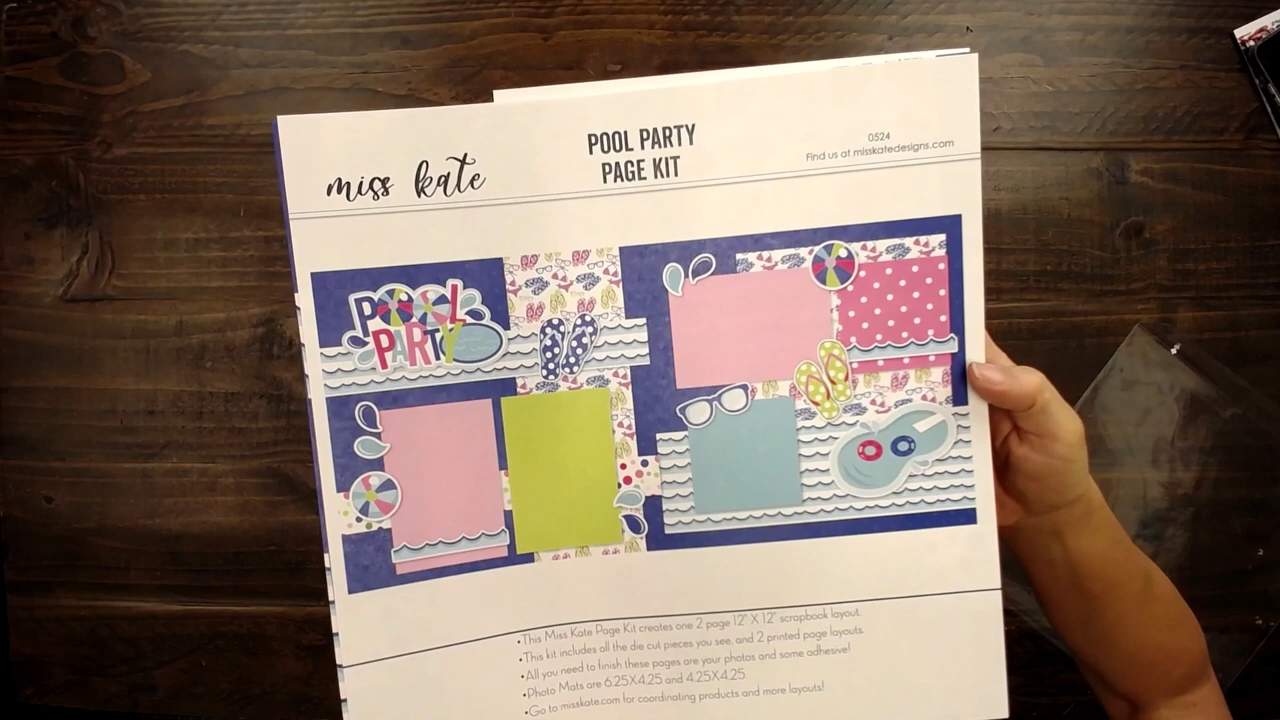 miss kate
POOL PARTY
PAGE KIT
0524
Find us at misskatedesigns.com
POOL
PARTY
•This Miss Kate Page Kit creates one 2 page 12" X 12" scrapbook layout.
•This kit includes all the die cut pieces you see, and 2 printed page layouts.
•All you need to finish these pages are your photos and some adhesive!
•Photo Mats are 6.25X4.25 and 4.25X4.25
•Go to misskate.com for coordinating products and more layouts!